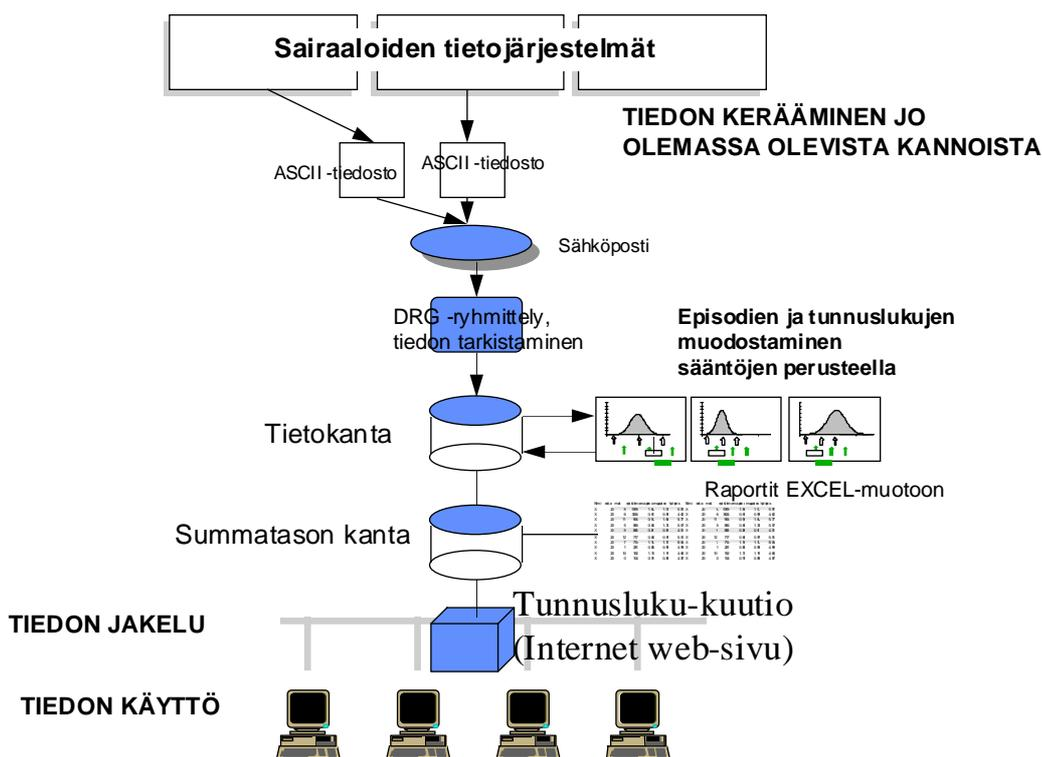 Sairaaloiden tietojärjestelmät
TIEDON KERÄÄMINEN JO
OLEMASSA OLEVISTA KANNOISTA
ASCII -tiedosto
ASCII -tiedosto
Sähköposti
DRG -ryhmittely,
tiedon tarkistaminen
Episodien ja tunnuslukujen
muodostaminen
sääntöjen perusteella
Tietokanta
Raportit EXCEL-muotoon
Summatason kanta
Tunnusluku-kuutio
(Internet web-sivu)
TIEDON JAKELU
TIEDON KÄYTTÖ